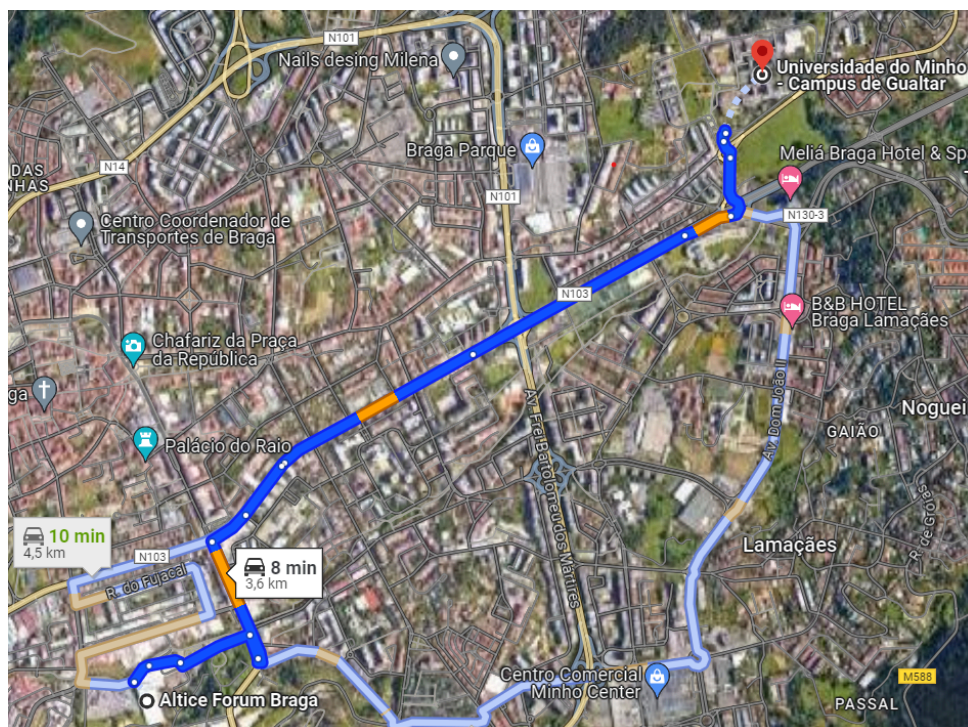 N101
Nails desing Milena
Universidade do Minho
- Campus de Gualtar
Braga Parque
N14
DAS
NHAS
Meliá Braga Hotel & Sp
N101
N130-3
Centro Coordenador de
Transportes de Braga
N103
B&B HOTEL
Braga Lamaçães
Chafariz da Praça
da República
ga
Av. Dom João II
Noguei
GAIÃO
Palácio do Raio
Av. Frei Bartolomeu dos Mártires
R. de Grojas
10 min
4,5 km
N103
R. do Fujacal
8 min
3,6 km
Lamaçães
Centro Comercial
Minho Center
Altice Forum Braga
M588
PASSAL